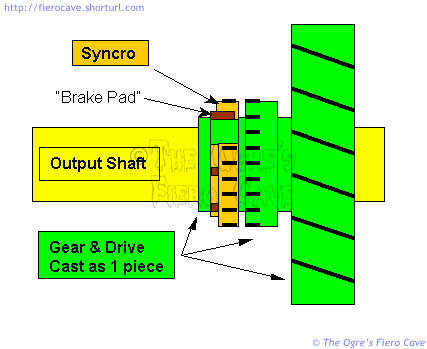 http://fierocave.shorturl.com/
Syncro
"Brake Pad"
Output Shaft
© The Ogre's
Fiero Cave
Gear & Drive
Cast as 1 piece
© The Ogre's Fiero Cave